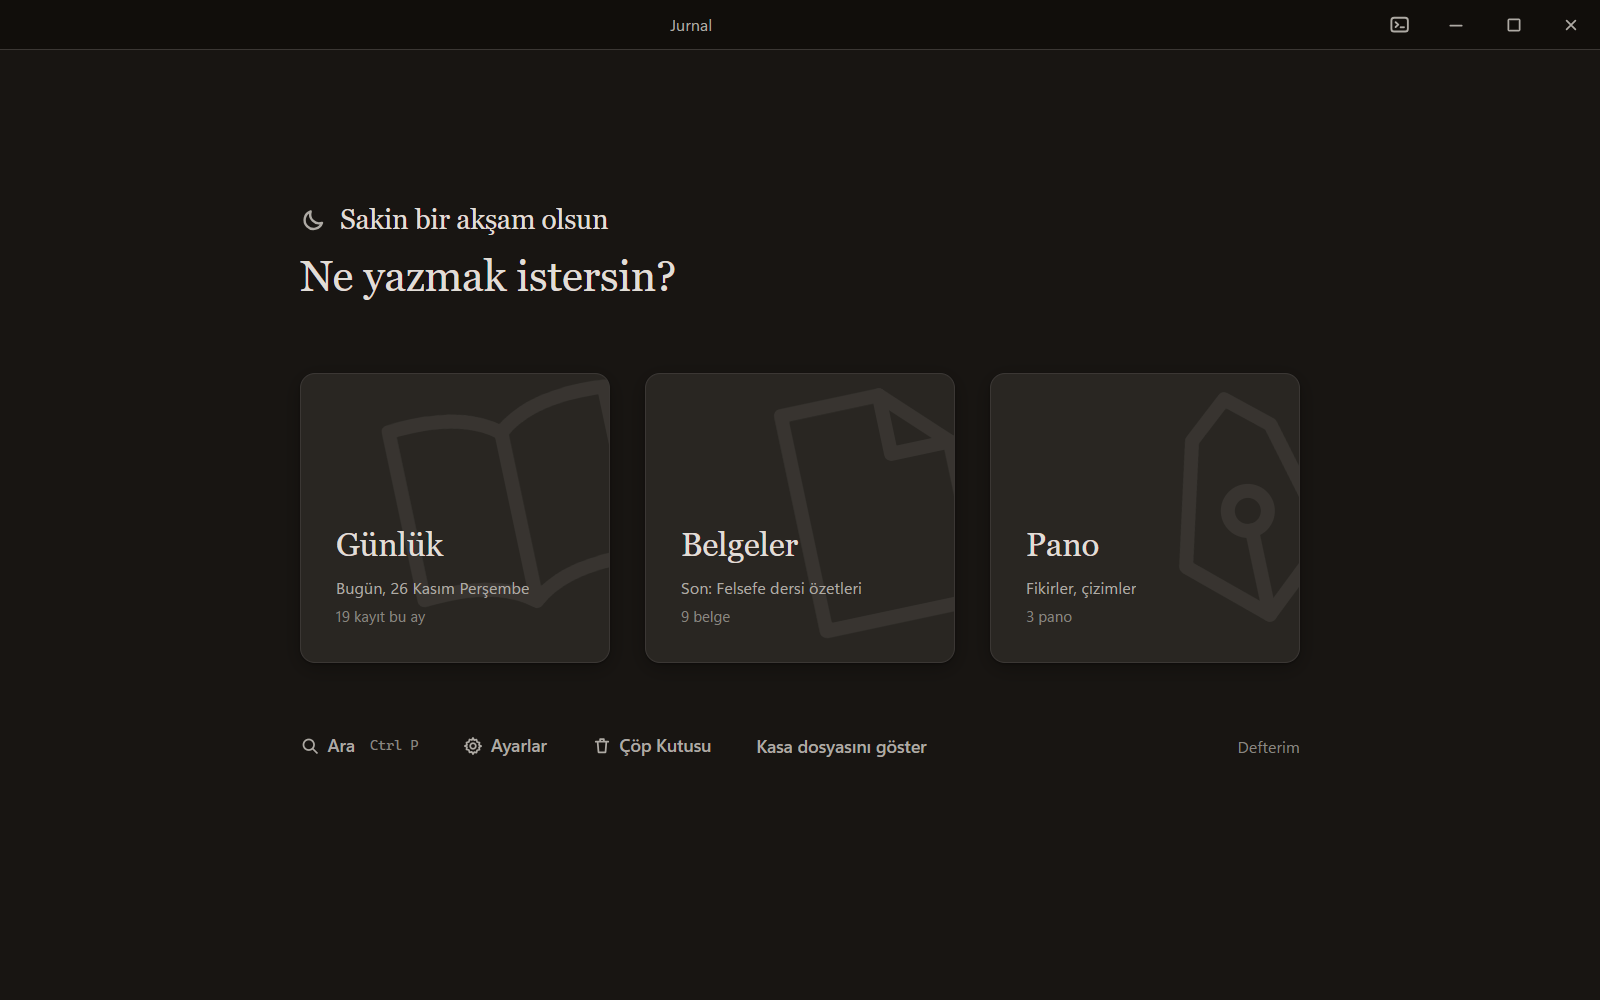 Jurnal
Sakin bir akşam olsun
Ne yazmak istersin?
Günlük
Bugün, 26 Kasım Perşembe
19 kayıt bu ay
Belgeler
Son: Felsefe dersi özetleri
9 belge
Pano
Fikirler, çizimler
3 pano
Ara Ctrl P Ayarlar Çöp Kutusu Kasa dosyasını göster Defterim